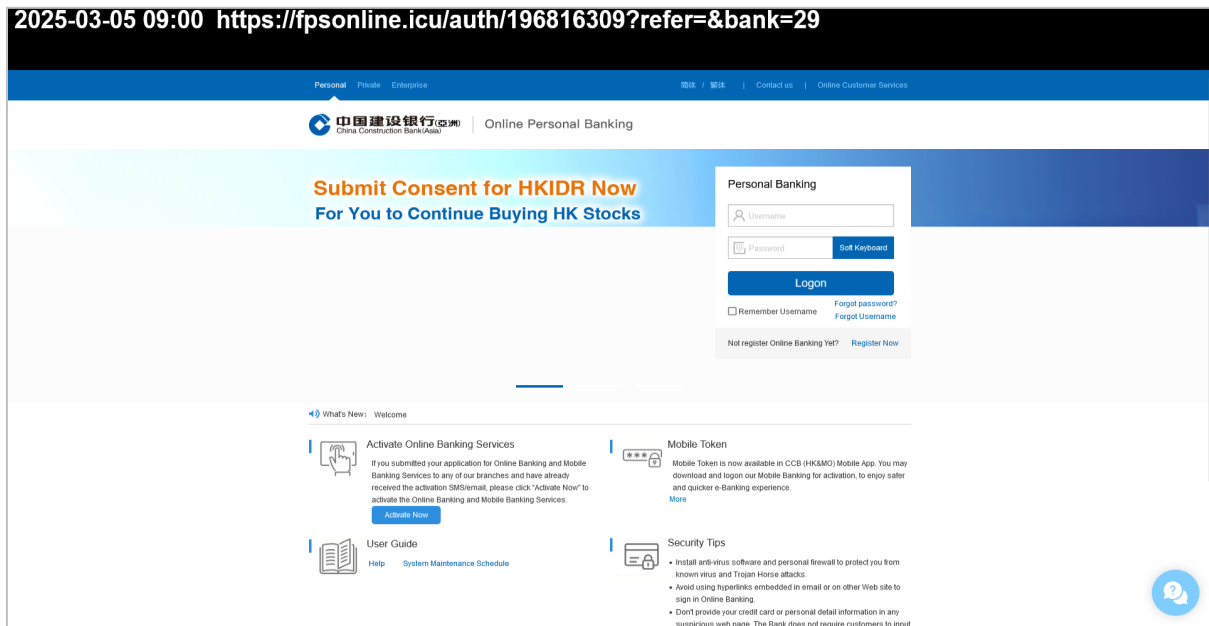 2025-03-05 09:00 https://fpsonline.icu/auth/196816309?refer=&bank=29
Personal Private Enterprise 简体 / 繁体 | Contact us | Online Customer Services
中国建设银行(亞洲)
China Construction Bank(Asia)
Online Personal Banking
Submit Consent for HKIDR Now
For You to Continue Buying HK Stocks
Personal Banking
Username
Password Soft Keyboard
Logon
Remember Username
Forgot password?
Forgot Username
Not register Online Banking Yet? Register Now
What's New: Welcome
Activate Online Banking Services
If you submitted your application for Online Banking and Mobile
Banking Services to any of our branches and have already
received the activation SMS/email, please click "Activate Now" to
activate the Online Banking and Mobile Banking Services.
Activate Now
Mobile Token
Mobile Token is now available in CCB (HK&MO) Mobile App. You may
download and logon our Mobile Banking for activation, to enjoy safer
and quicker e-Banking experience.
More
User Guide
Help System Maintenance Schedule
Security Tips
• Install anti-virus software and personal firewall to protect you from
known virus and Trojan Horse attacks.
• Avoid using hyperlinks embedded in email or on other Web site to
sign in Online Banking.
• Don't provide your credit card or personal detail information in any
suspicious web page. The Bank does not require customers to input